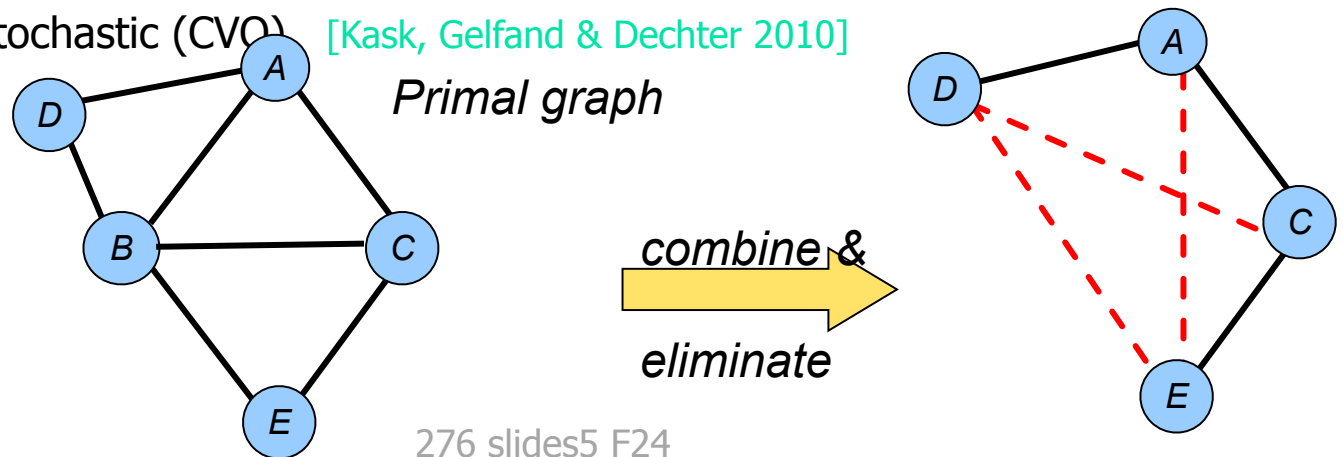 tochastic (CVO) [Kask, Gelfand & Dechter 2010]
Primal graph
A
D
B
C
E
combine &
eliminate
A
D
C
E
276 slides5 F24